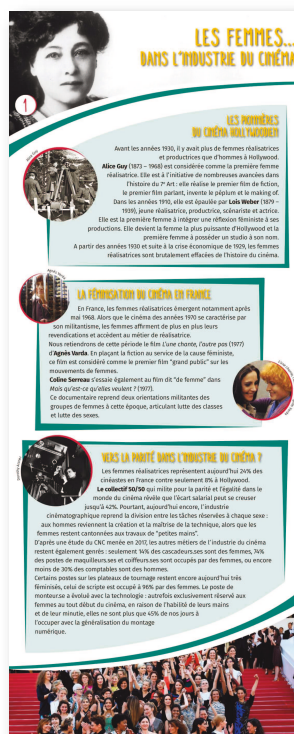 LES FEMMES...
DANS L'INDUSTRIE DU CINÉMA
1
LES PIONNIÈRES
DU CINÉMA HOLLYWOODIEN
Avant les années 1930, il y avait plus de femmes réalisatrices
et productrices que d'hommes à Hollywood.
Alice Guy (1873 – 1968) est considérée comme la première femme
réalisatrice. Elle est à l'initiative de nombreuses avancées dans
l'histoire du 7e Art : elle réalise le premier film de fiction,
le premier film parlant, invente le péplum et le making of.
Dans les années 1910, elle est épaulée par Lois Weber (1879 –
1939), jeune réalisatrice, productrice, scénariste et actrice.
Elle est la première femme à intégrer une réflexion féministe à ses
productions. Elle devient la femme la plus puissante d'Hollywood et la
première femme à posséder un studio à son nom.
A partir des années 1930 et suite à la crise économique de 1929, les femmes
réalisatrices sont brutalement effacées de l'histoire du cinéma.
LA FÉMINISATION DU CINÉMA EN FRANCE
En France, les femmes réalisatrices émergent notamment après
mai 1968. Alors que le cinéma des années 1970 se caractérise par
son militantisme, les femmes affirment de plus en plus leurs
revendications et accèdent au métier de réalisatrice.
Nous retiendrons de cette période le film L'une chante, l'autre pas (1977)
d'Agnès Varda. En plaçant la fiction au service de la cause féministe,
ce film est considéré comme le premier film "grand public" sur les
mouvements de femmes.
Coline Serreau s'essaie également au film dit "de femme" dans
Mais qu'est-ce qu'elles veulent ? (1977).
Ce documentaire reprend deux orientations militantes des
groupes de femmes à cette époque, articulant lutte des classes
et lutte des sexes.
VERS LA PARITÉ DANS L'INDUSTRIE DU CINÉMA ?
Les femmes réalisatrices représentent aujourd'hui 24% des
cinéastes en France contre seulement 8% à Hollywood.
Le collectif 50/50 qui milite pour la parité et l'égalité dans le
monde du cinéma révèle que l'écart salarial peut se creuser
jusqu'à 42%. Pourtant, aujourd'hui encore, l'industrie
cinématographique reprend la division entre les tâches réservées à chaque sexe ;
aux hommes reviennent la création et la maîtrise de la technique, alors que les
femmes restent cantonnées aux travaux de "petites mains".
D'après une étude du CNC menée en 2017, les autres métiers de l'industrie du cinéma
restent également genrés : seulement 14% des cascadeurs.ses sont des femmes, 74%
des postes de maquilleurs.ses et coiffeurs.ses sont occupés par des femmes, ou encore
moins de 30% des comptables sont des hommes.
Certains postes sur les plateaux de tournage restent encore aujourd'hui très
féminisés, celui de scripte est occupé à 96% par des femmes. Le poste de
monteur.se a évolué avec la technologie : autrefois exclusivement réservé aux
femmes au tout début du cinéma, en raison de l'habilité de leurs mains
et de leur minutie, elles ne sont plus que 45% de nos jours à
l'occuper avec la généralisation du montage
numérique.